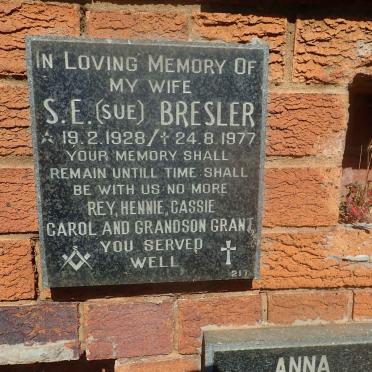 IN LOVING MEMORY OF
MY WIFE
S.E. (SUE) BRESLER
☆ 19.2.1928/✝ 24.8.1977
YOUR MEMORY SHALL
REMAIN UNTILL TIME SHALL
BE WITH US NO MORE
REY, HENNIE, CASSIE
CAROL AND GRANDSON GRANT,
YOU SERVED
WELL
217
ANNA